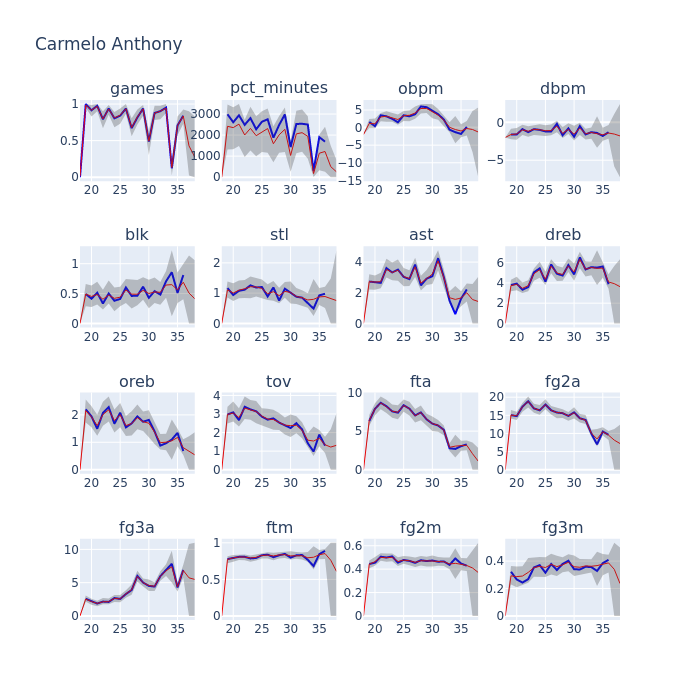 Carmelo Anthony
games pct_minutes obpm dbpm
1 0.5 0 20 25 30 35
3000 2000 1000 0 20 25 30 35
5 0 −5 −10 −15 20 25 30 35
0 −5 20 25 30 35
blk stl ast dreb
1 0.5 0 20 25 30 35
2 1 0 20 25 30 35
4 2 0 20 25 30 35
6 4 2 0 20 25 30 35
oreb tov fta fg2a
2 1 0 20 25 30 35
4 3 2 1 0 20 25 30 35
10 5 0 20 25 30 35
20 15 10 5 0 20 25 30 35
fg3a ftm fg2m fg3m
10 5 0 20 25 30 35
1 0.5 0 20 25 30 35
0.6 0.4 0.2 0 20 25 30 35
0.4 0.2 0 20 25 30 35